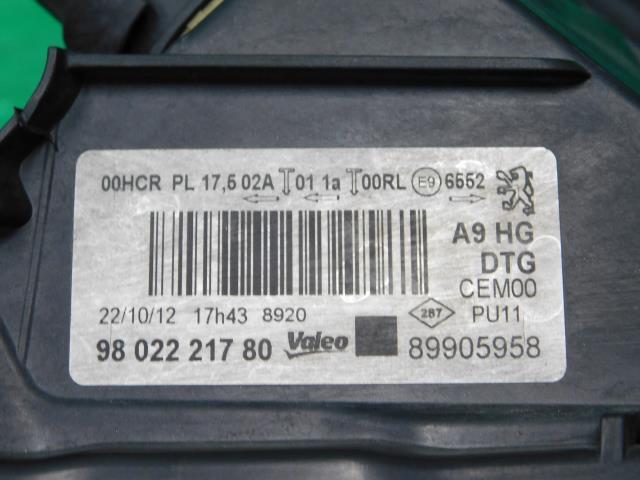 00HCR PL 17,5 02A 01 1a 00RL E9 6552
A9 HG
DTG
CEM00
22/10/12 17h43 8920 287 PU11
98 022 217 80 Valeo 89905958